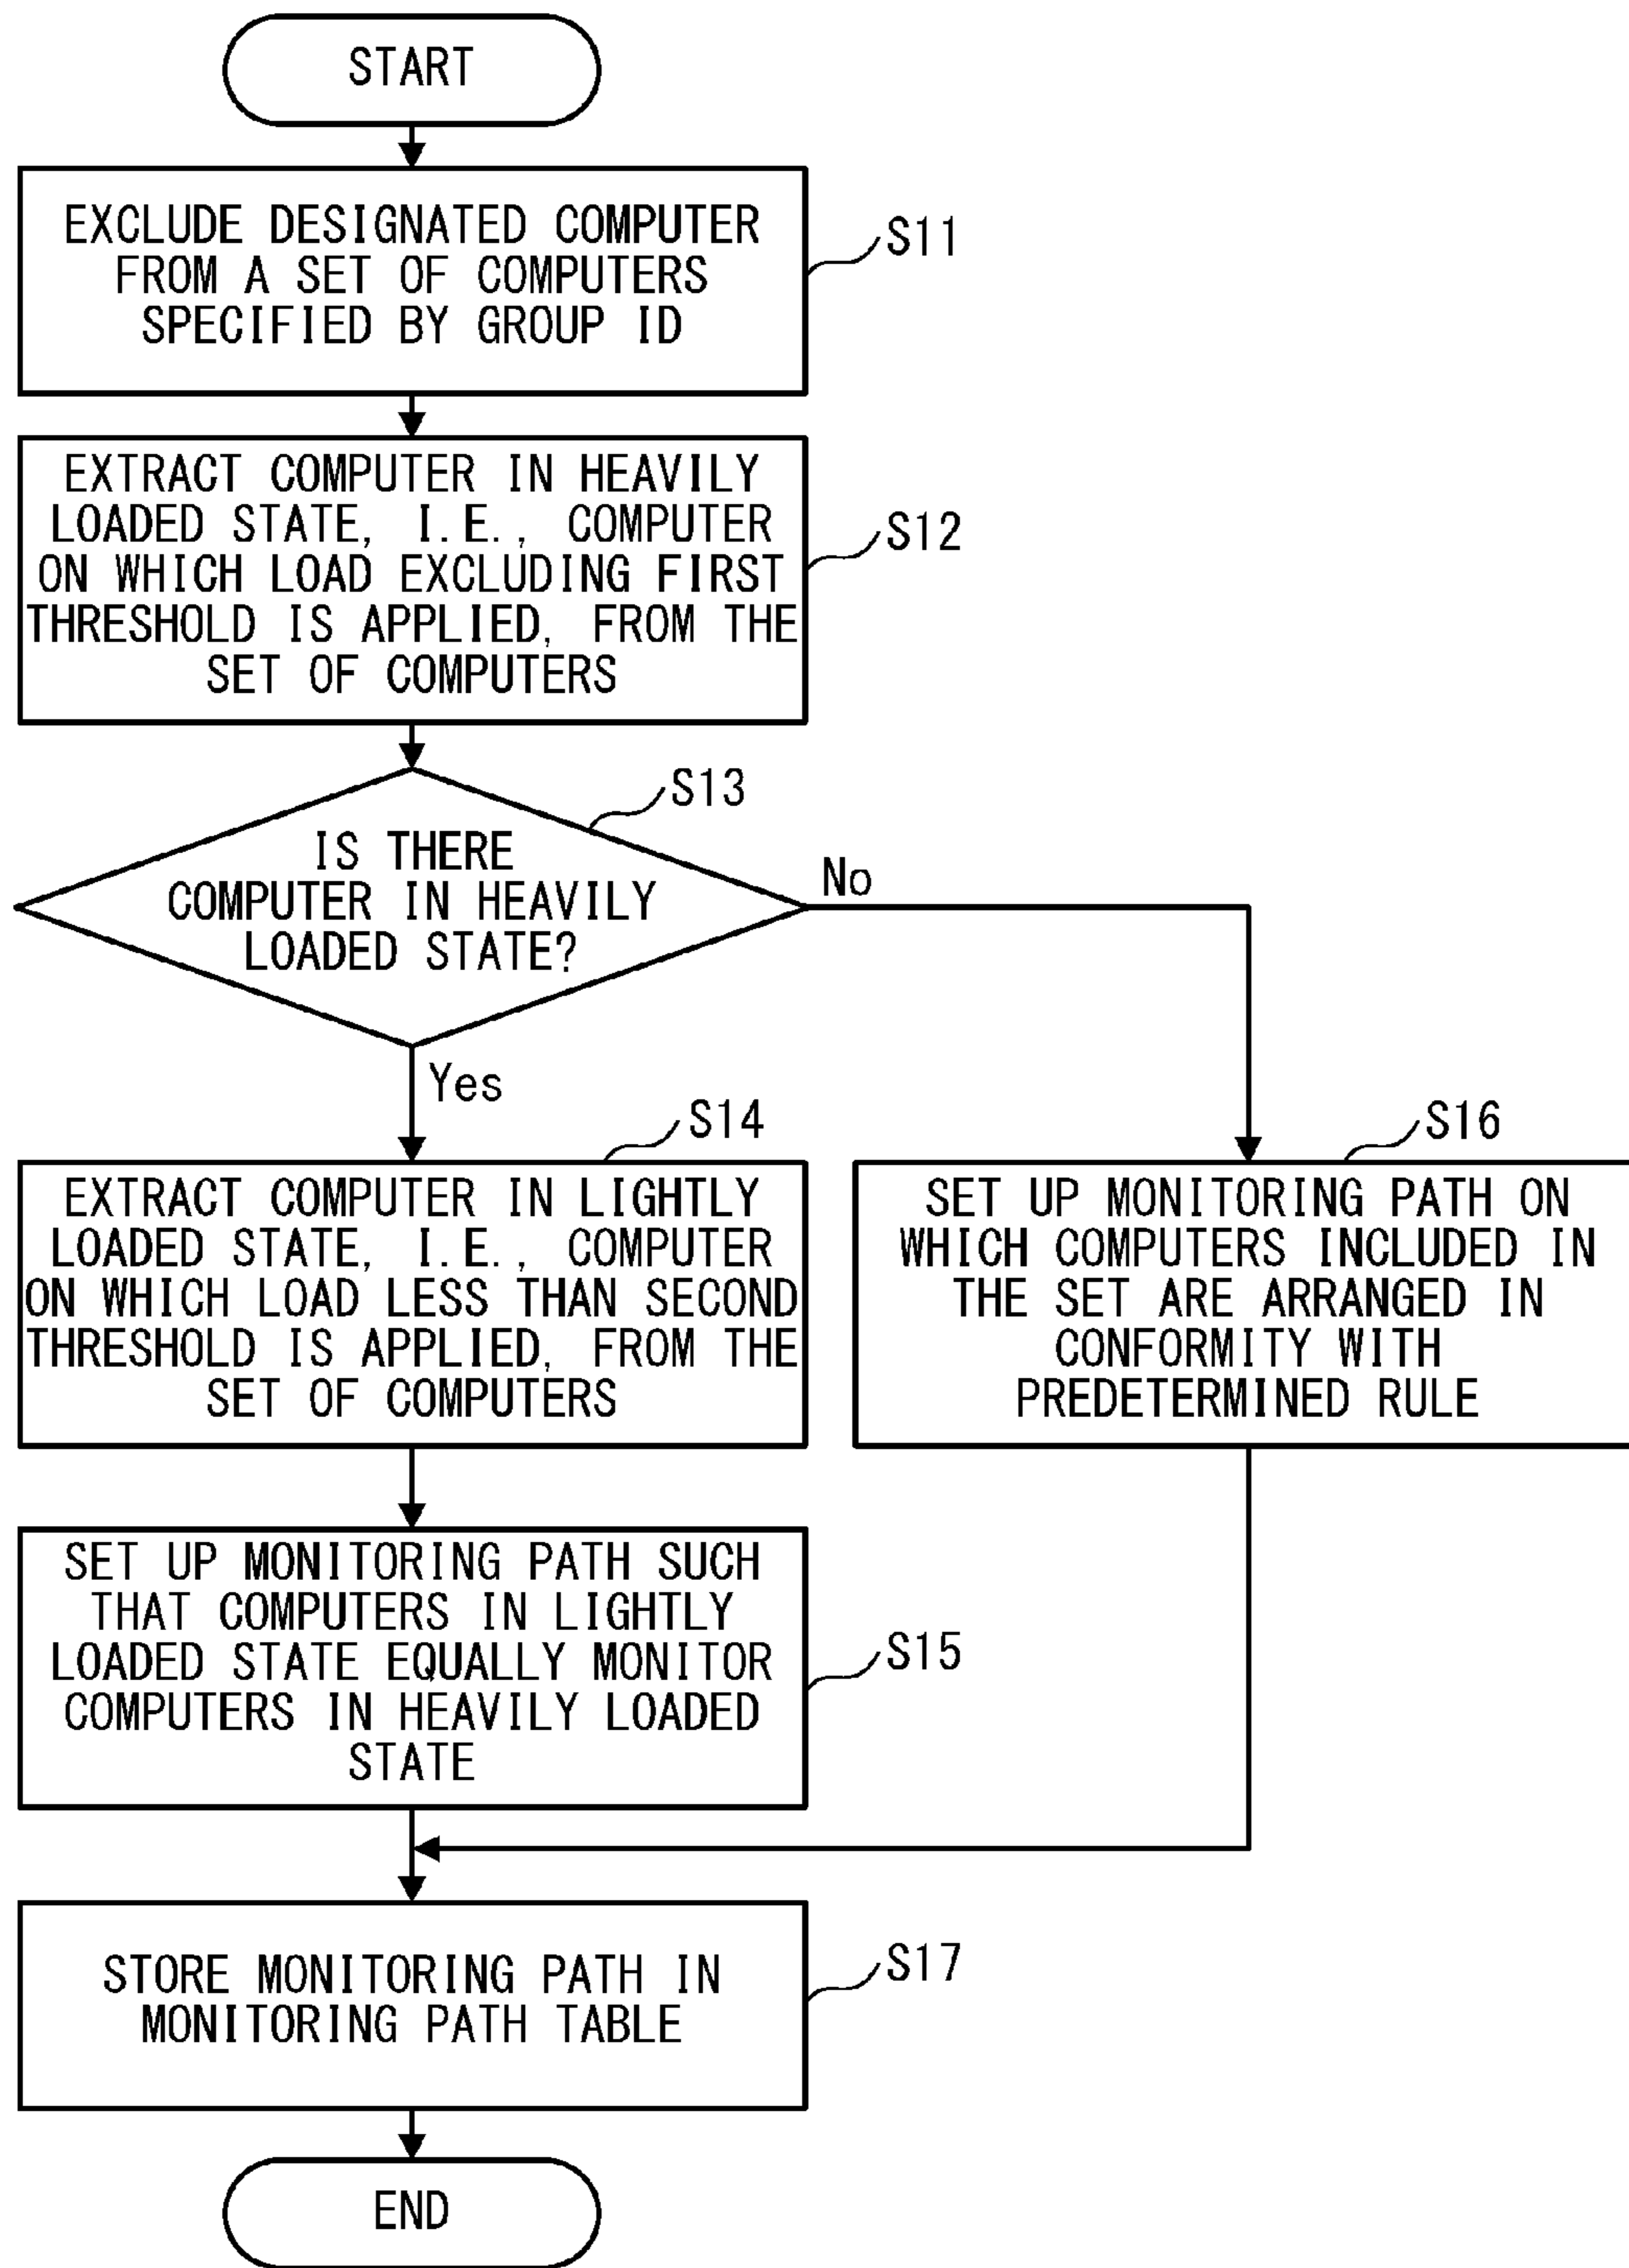 START
EXCLUDE DESIGNATED COMPUTER
FROM A SET OF COMPUTERS
SPECIFIED BY GROUP ID
S11
EXTRACT COMPUTER IN HEAVILY
LOADED STATE, I.E., COMPUTER
ON WHICH LOAD EXCLUDING FIRST
THRESHOLD IS APPLIED, FROM THE
SET OF COMPUTERS
S12
S13
IS THERE
COMPUTER IN HEAVILY
LOADED STATE?
No
Yes
S14
EXTRACT COMPUTER IN LIGHTLY
LOADED STATE, I.E., COMPUTER
ON WHICH LOAD LESS THAN SECOND
THRESHOLD IS APPLIED, FROM THE
SET OF COMPUTERS
S16
SET UP MONITORING PATH ON
WHICH COMPUTERS INCLUDED IN
THE SET ARE ARRANGED IN
CONFORMITY WITH
PREDETERMINED RULE
SET UP MONITORING PATH SUCH
THAT COMPUTERS IN LIGHTLY
LOADED STATE EQUALLY MONITOR
COMPUTERS IN HEAVILY LOADED
STATE
S15
STORE MONITORING PATH IN
MONITORING PATH TABLE
S17
END